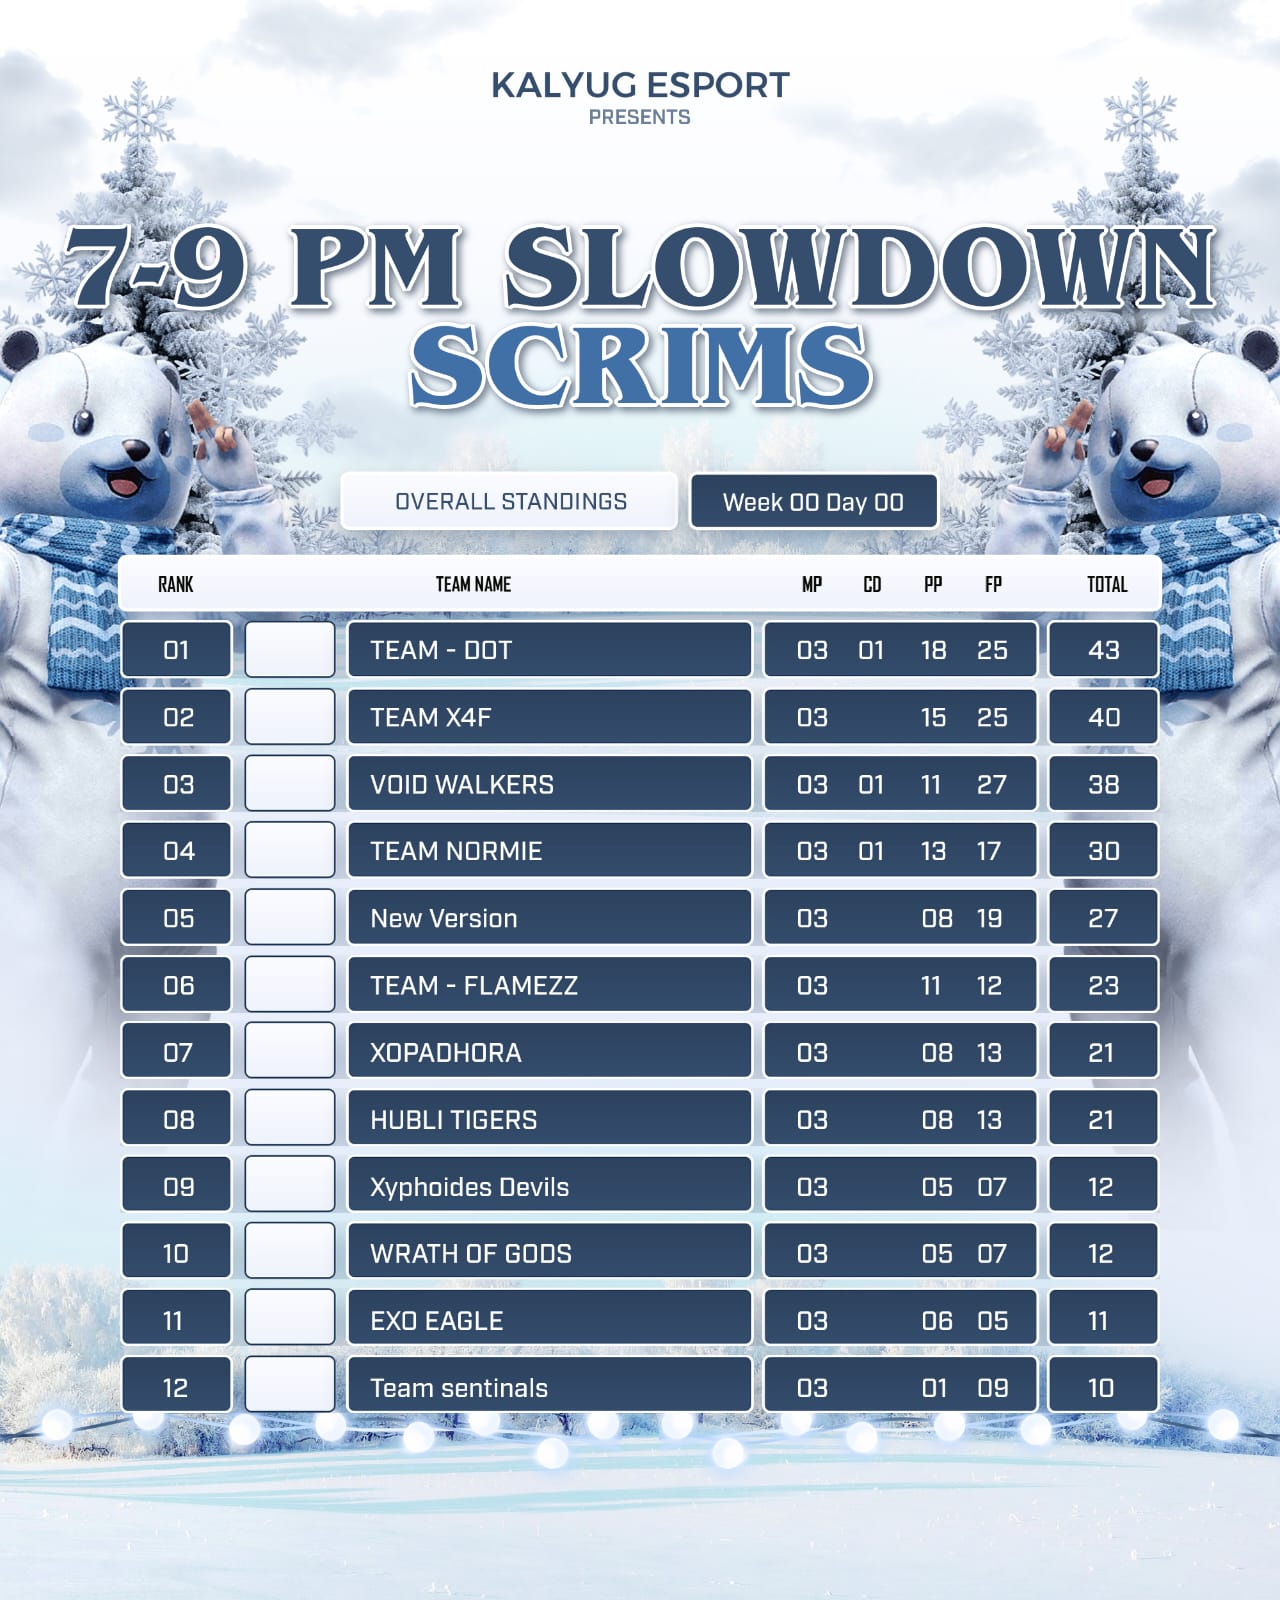 KALYUG ESPORT
PRESENTS
7-9 PM SLOWDOWN
SCRIMS
OVERALL STANDINGS Week 00 Day 00
RANK TEAM NAME MP CD PP FP TOTAL
01 TEAM - DOT 03 01 18 25 43
02 TEAM X4F 03 15 25 40
03 VOID WALKERS 03 01 11 27 38
04 TEAM NORMIE 03 01 13 17 30
05 New Version 03 08 19 27
06 TEAM - FLAMEZZ 03 11 12 23
07 XOPADHORA 03 08 13 21
08 HUBLI TIGERS 03 08 13 21
09 Xyphoides Devils 03 05 07 12
10 WRATH OF GODS 03 05 07 12
11 EXO EAGLE 03 06 05 11
12 Team sentinals 03 01 09 10